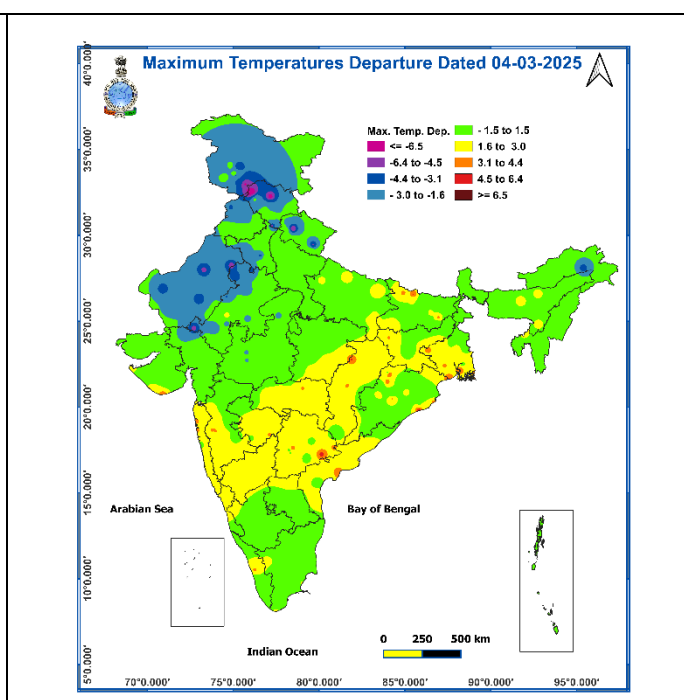 Maximum Temperatures Departure Dated 04-03-2025
Max. Temp. Dep.
<= -6.5
-6.4 to -4.5
-4.4 to -3.1
- 3.0 to -1.6
- 1.5 to 1.5
1.6 to 3.0
3.1 to 4.4
4.5 to 6.4
>= 6.5
40°0.000'
35°0.000'
30°0.000'
25°0.000'
20°0.000'
15°0.000'
10°0.000'
5°0.000'
Arabian Sea
Bay of Bengal
Indian Ocean
0 250 500 km
70°0.000' 75°0.000' 80°0.000' 85°0.000' 90°0.000' 95°0.000'